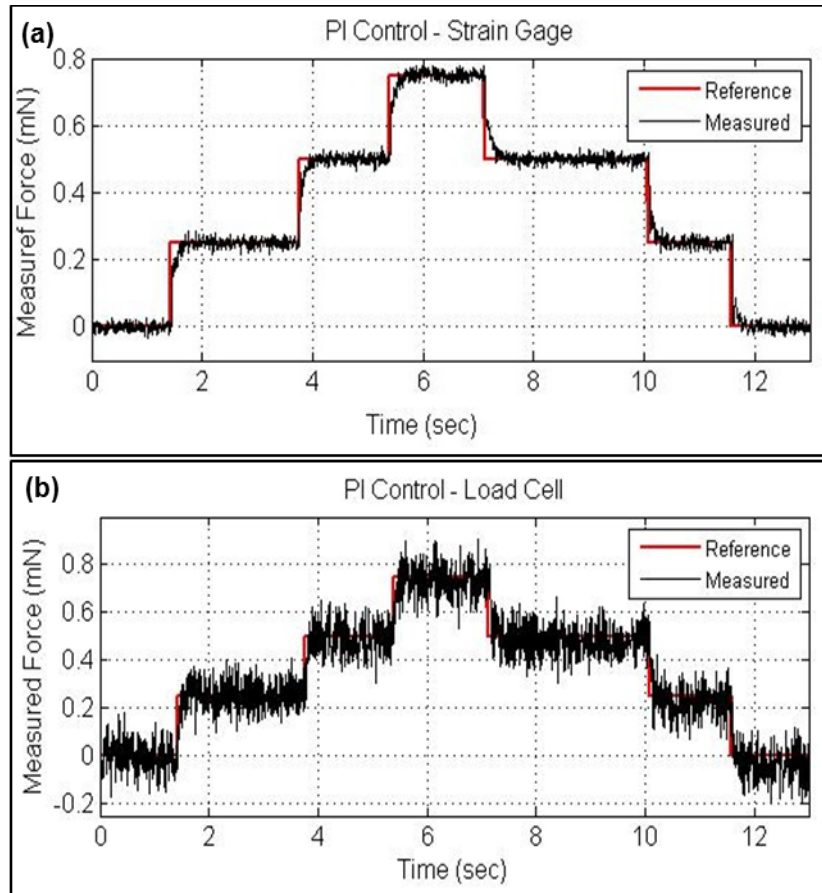 (a)
PI Control - Strain Gage
Measuref Force (mN)
0.8
0.6
0.4
0.2
0
Reference
Measured
0 2 4 6 8 10 12
Time (sec)
(b)
PI Control - Load Cell
Measured Force (mN)
0.8
0.6
0.4
0.2
0
-0.2
Reference
Measured
0 2 4 6 8 10 12
Time (sec)